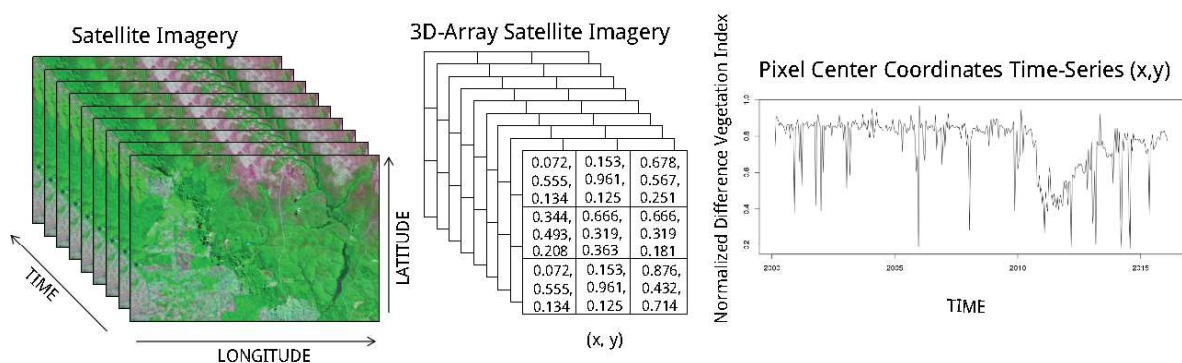 Satellite Imagery
TIME
LONGITUDE
LATITUDE
3D-Array Satellite Imagery
0.072, 0.153, 0.678,
0.555, 0.961, 0.567,
0.134 0.125 0.251
0.344, 0.666, 0.666,
0.493, 0.319, 0.319
0.208 0.363 0.181
0.072, 0.153, 0.876,
0.555, 0.961, 0.432,
0.134 0.125 0.714
(x, y)
Pixel Center Coordinates Time-Series (x,y)
Normalized Difference Vegetation Index
1.0
0.8
0.6
0.4
0.2
2000 2005 2010 2015
TIME